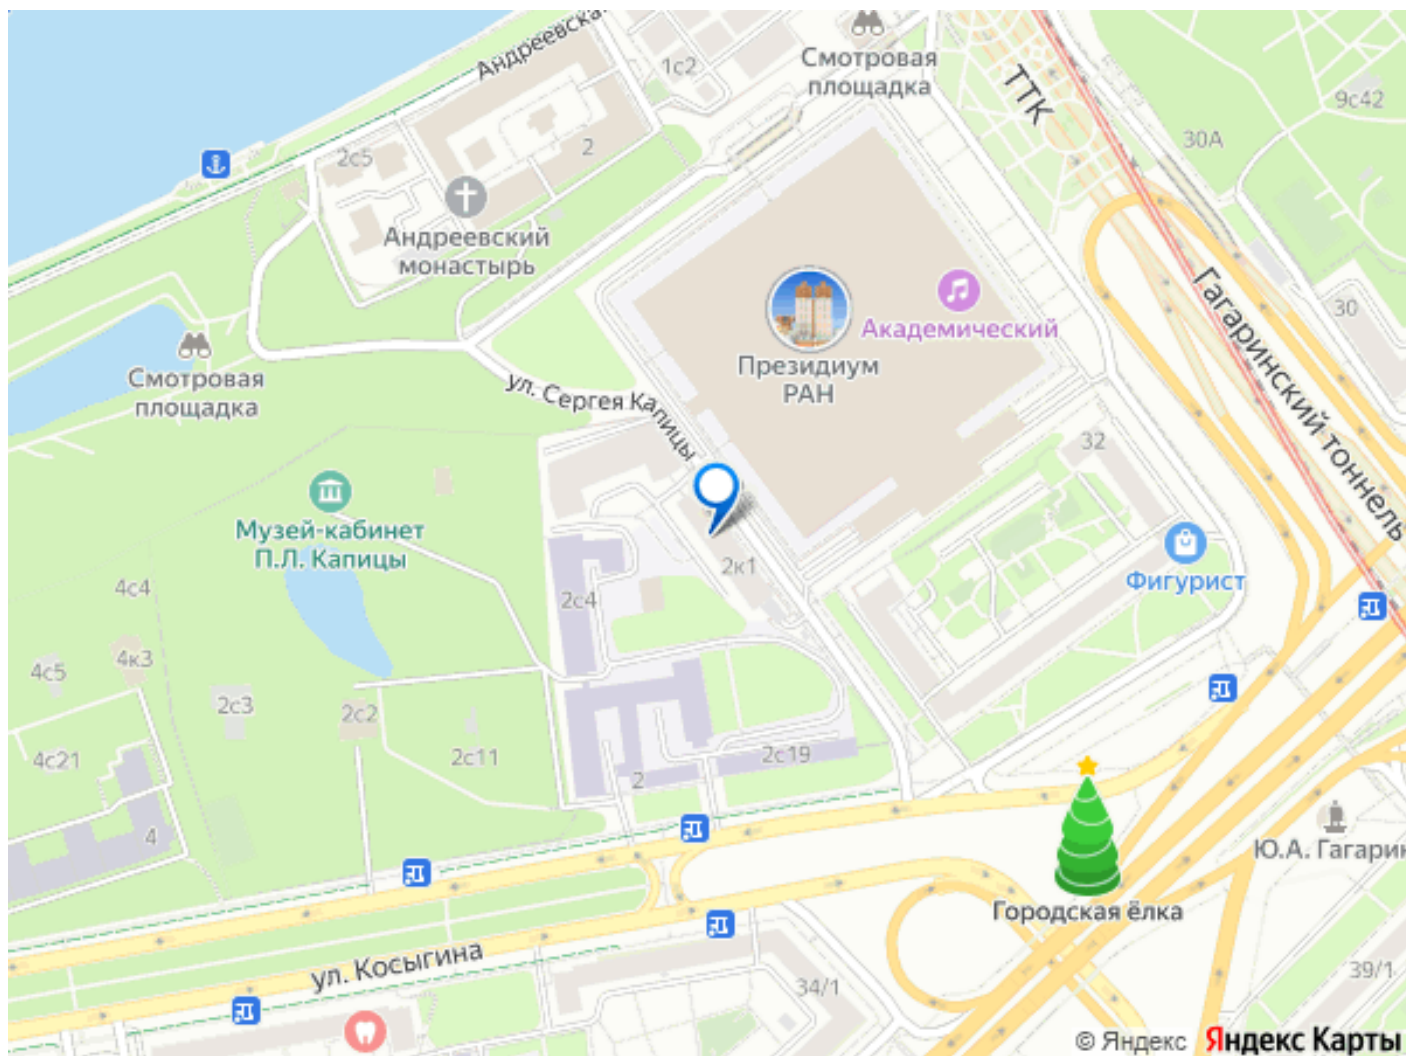 Андреевска
1с2
Смотровая
площадка
ТТК
9с42
30А
2с5
2
Андреевский
монастырь
Гагаринский тоннель
30
Академический
Президиум
РАН
Смотровая
площадка
ул. Сергея Капицы
32
Музей-кабинет
П.Л. Капицы
Фигурист
2к1
4с4
2с4
4к3
4с5
2с3
2с2
2с11
2с19
4с21
2
4
Ю.А. Гагарин
Городская ёлка
ул. Косыгина
34/1
39/1
© Яндекс Яндекс Карты